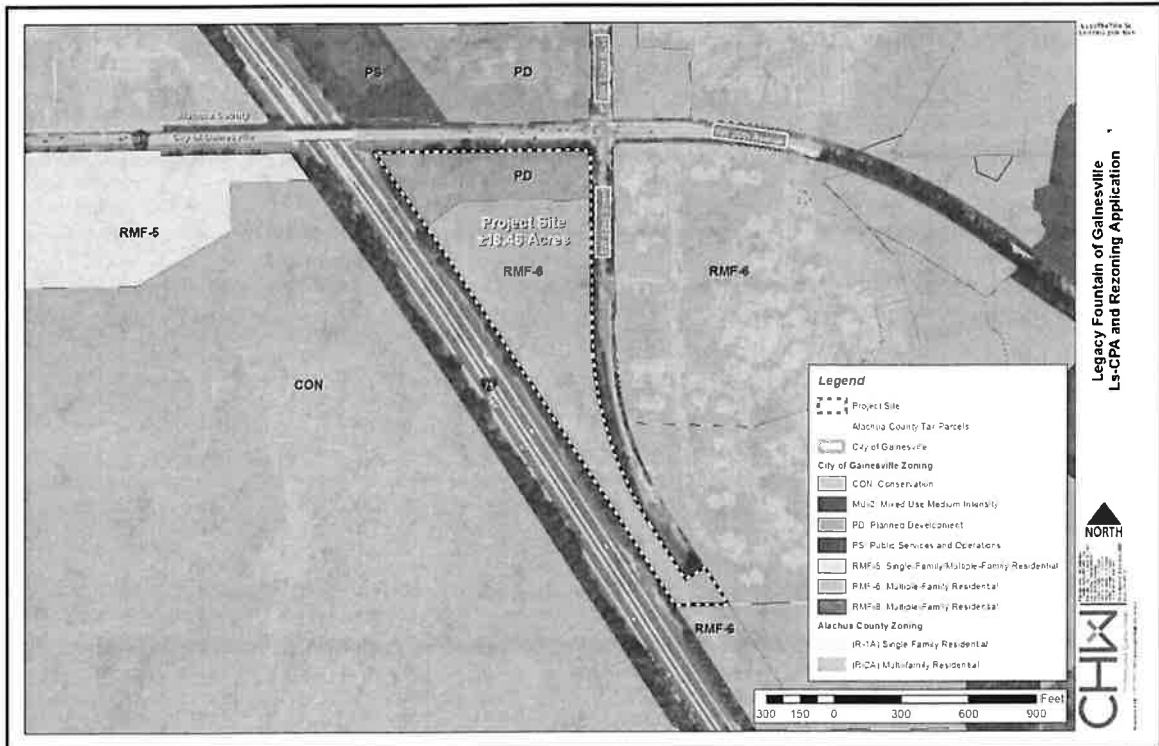 PS
PD
Alachua County
City of Gainesville
PD
RMF-5
Project Site
±18.46 Acres
RMF-6
RMF-6
CON
RMF-6
Legend
Project Site
Alachua County Tax Parcels
City of Gainesville
City of Gainesville Zoning
CON: Conservation
MU-2: Mixed Use Medium Intensity
PD: Planned Development
PS: Public Services and Operations
RMF-5: Single-Family/Multiple-Family Residential
RMF-6: Multiple-Family Residential
RMF-8: Multiple-Family Residential
Alachua County Zoning
(R-1A) Single Family Residential
(R-2A) Multifamily Residential
300 150 0 300 600 900
Feet
Legacy Fountain of Gainesville
Ls-CPA and Rezoning Application
NORTH
CHW